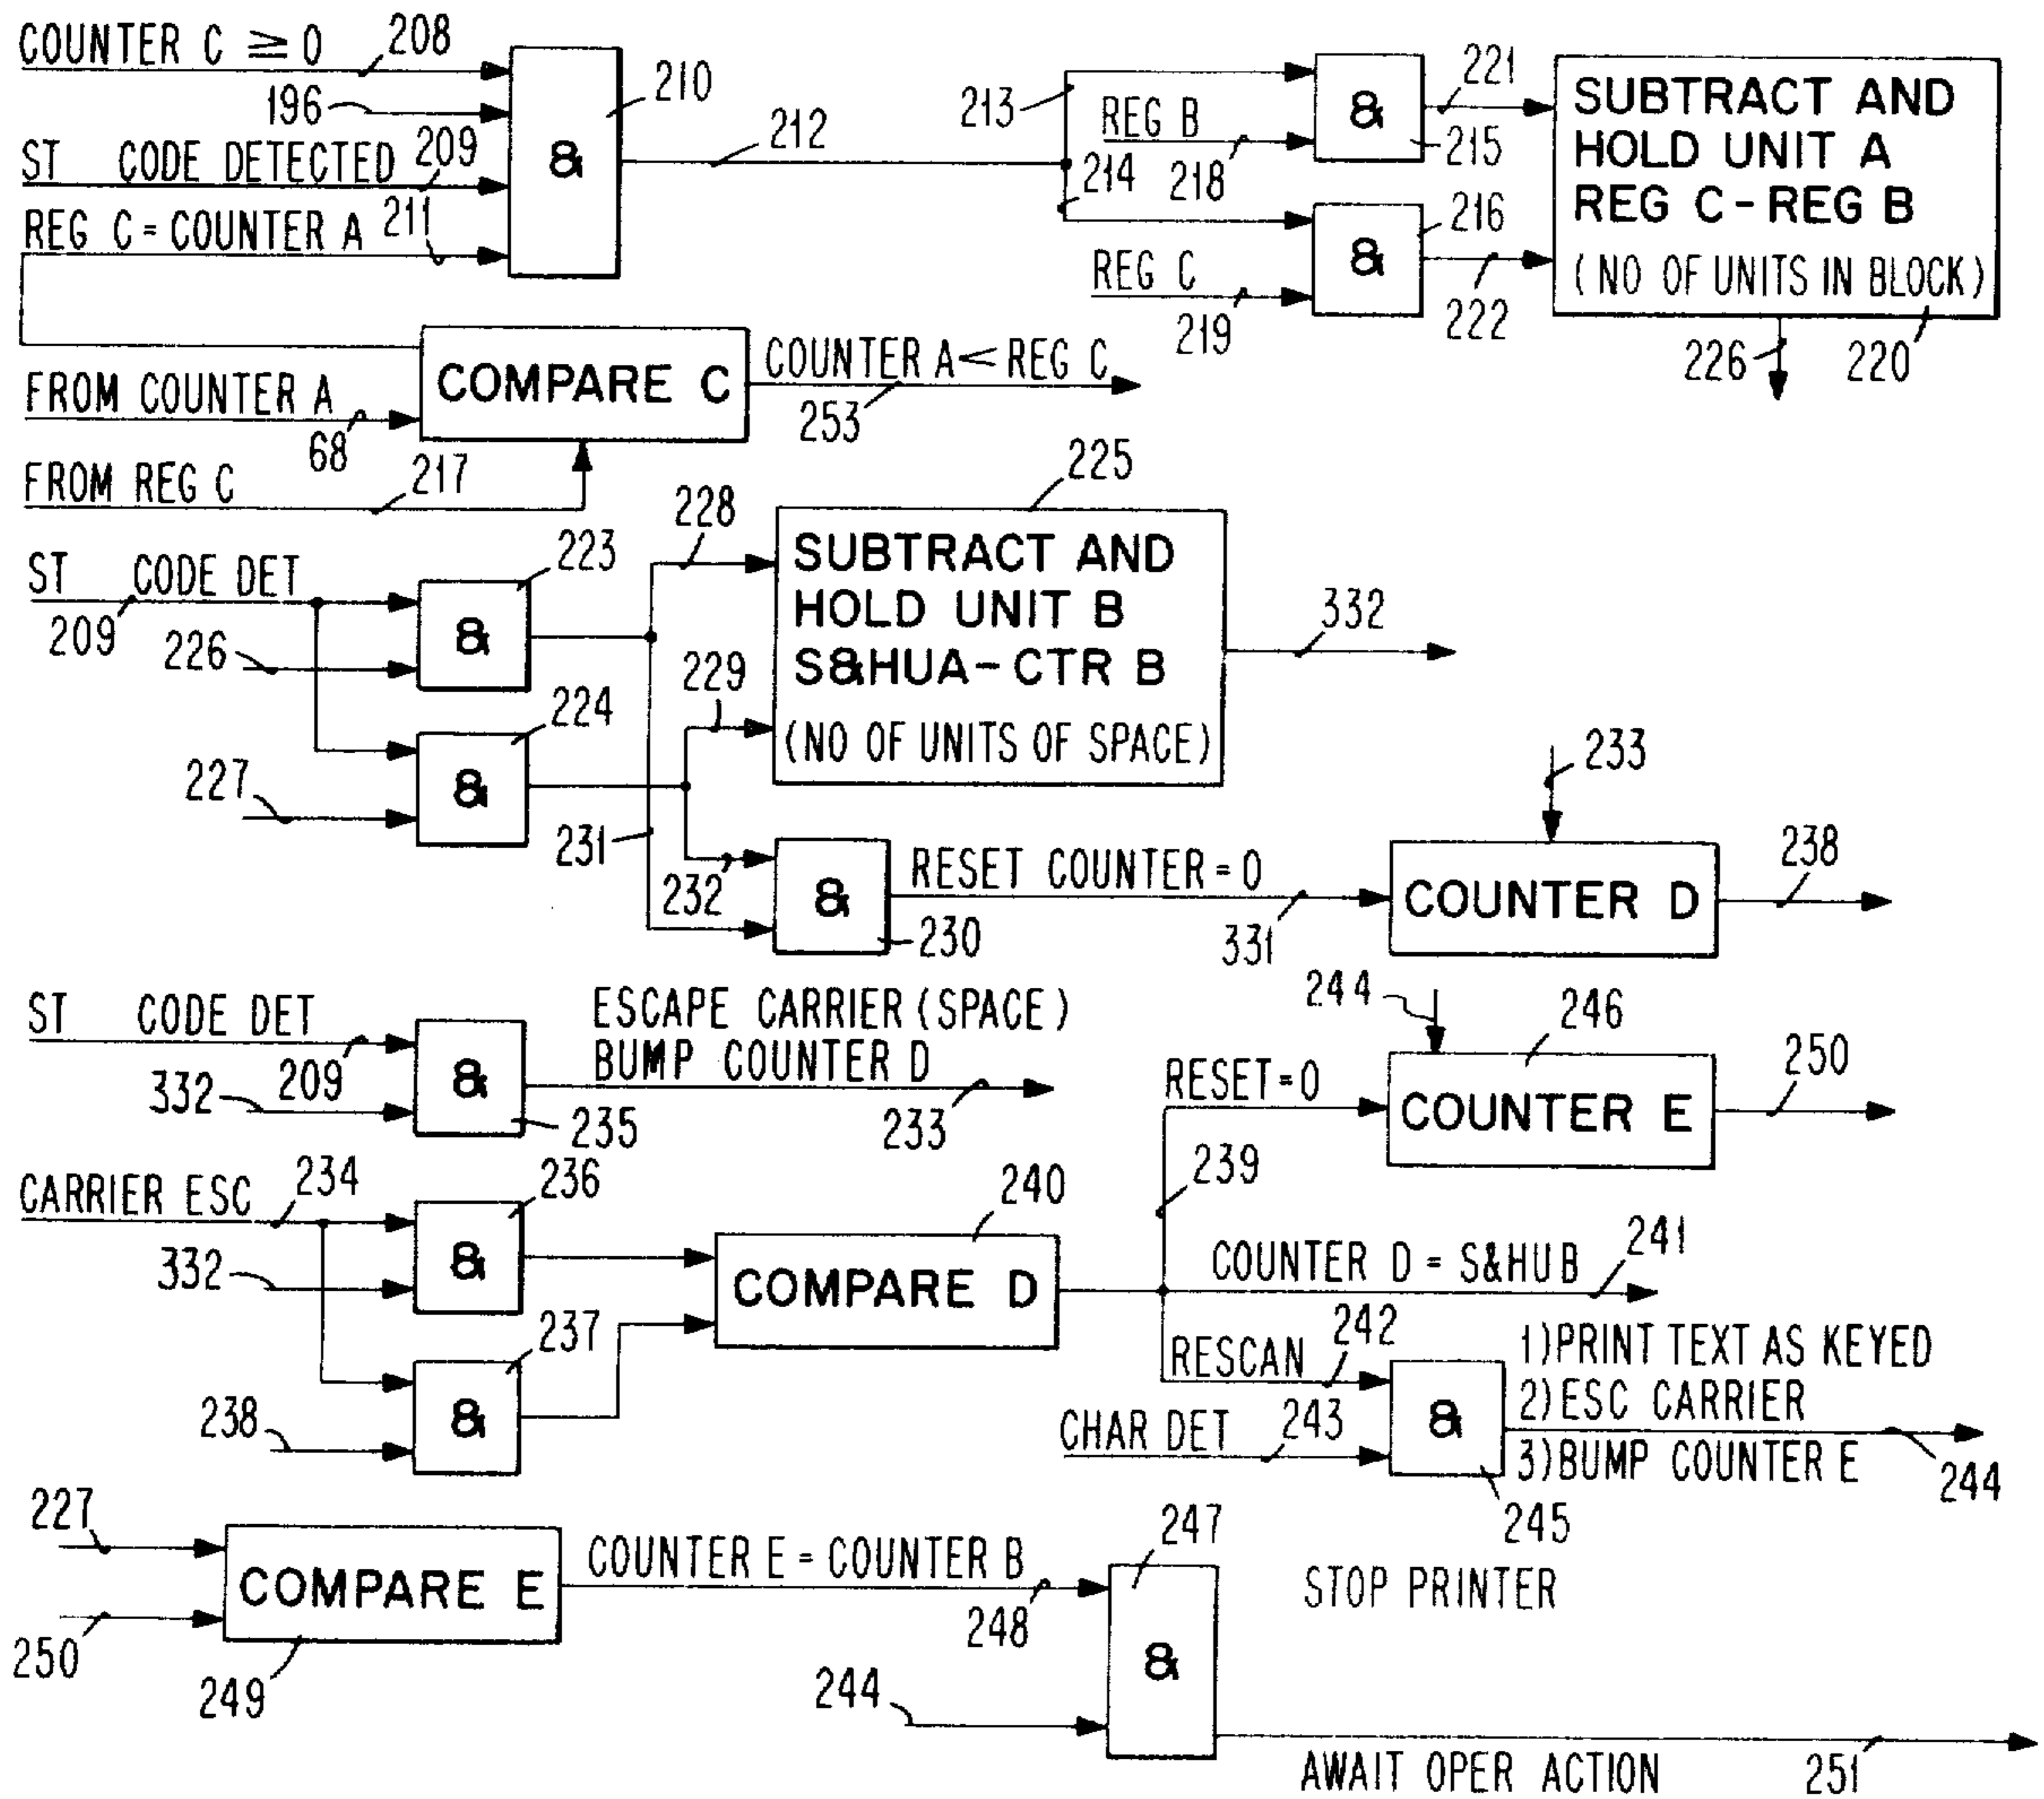 COUNTER C ≧ 0
208
196
ST CODE DETECTED
209
REG C = COUNTER A
211
&
210
212
213
REG B
218
214
&
215
221
REG C
219
&
216
222
SUBTRACT AND
HOLD UNIT A
REG C - REG B
(NO OF UNITS IN BLOCK)
226
220
COMPARE C
COUNTER A < REG C
253
FROM COUNTER A
68
FROM REG C
217
ST CODE DET
209
226
&
223
227
&
224
228
229
225
SUBTRACT AND
HOLD UNIT B
S&HUA - CTR B
(NO OF UNITS OF SPACE)
332
231
232
&
230
RESET COUNTER = 0
331
233
COUNTER D
238
ST CODE DET
209
332
&
235
ESCAPE CARRIER (SPACE)
BUMP COUNTER D
233
244
246
RESET = 0
COUNTER E
250
239
CARRIER ESC
234
332
&
236
238
&
237
240
COMPARE D
COUNTER D = S&HUB
241
RESCAN
242
CHAR DET
243
&
245
1) PRINT TEXT AS KEYED
2) ESC CARRIER
3) BUMP COUNTER E
244
227
250
COMPARE E
249
COUNTER E = COUNTER B
248
244
&
247
STOP PRINTER
AWAIT OPER ACTION
251